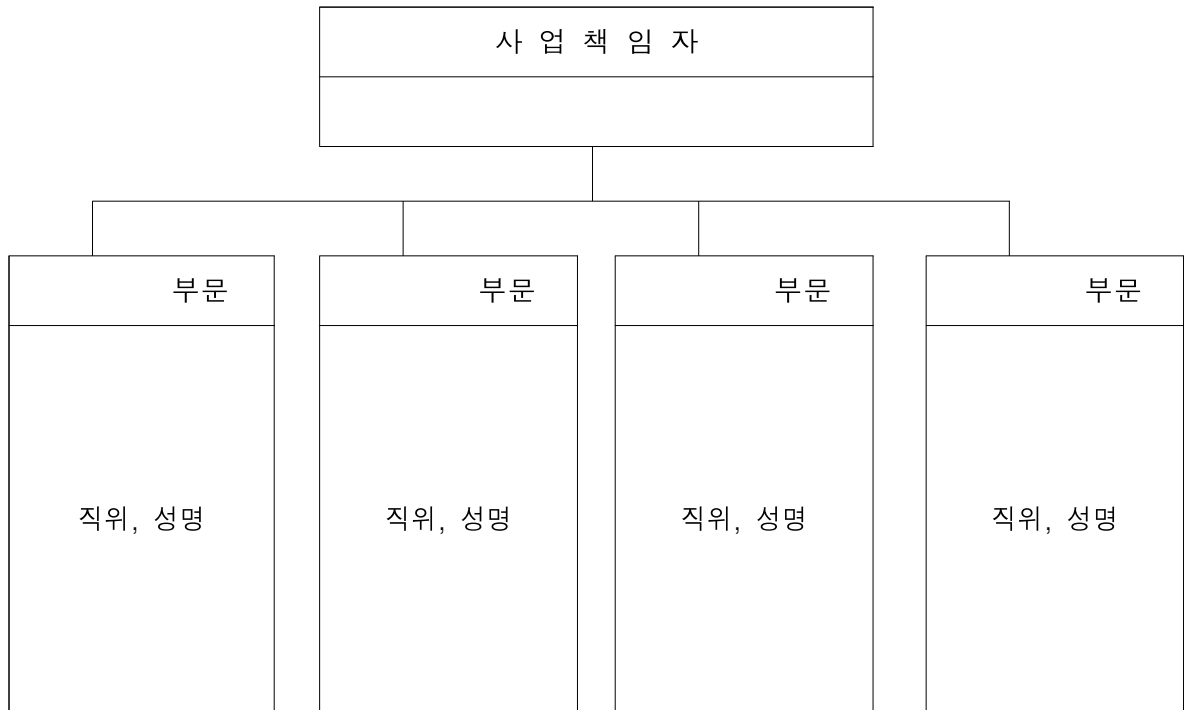 사 업 책 임 자
부문 부문 부문 부문
직위, 성명 직위, 성명 직위, 성명 직위, 성명